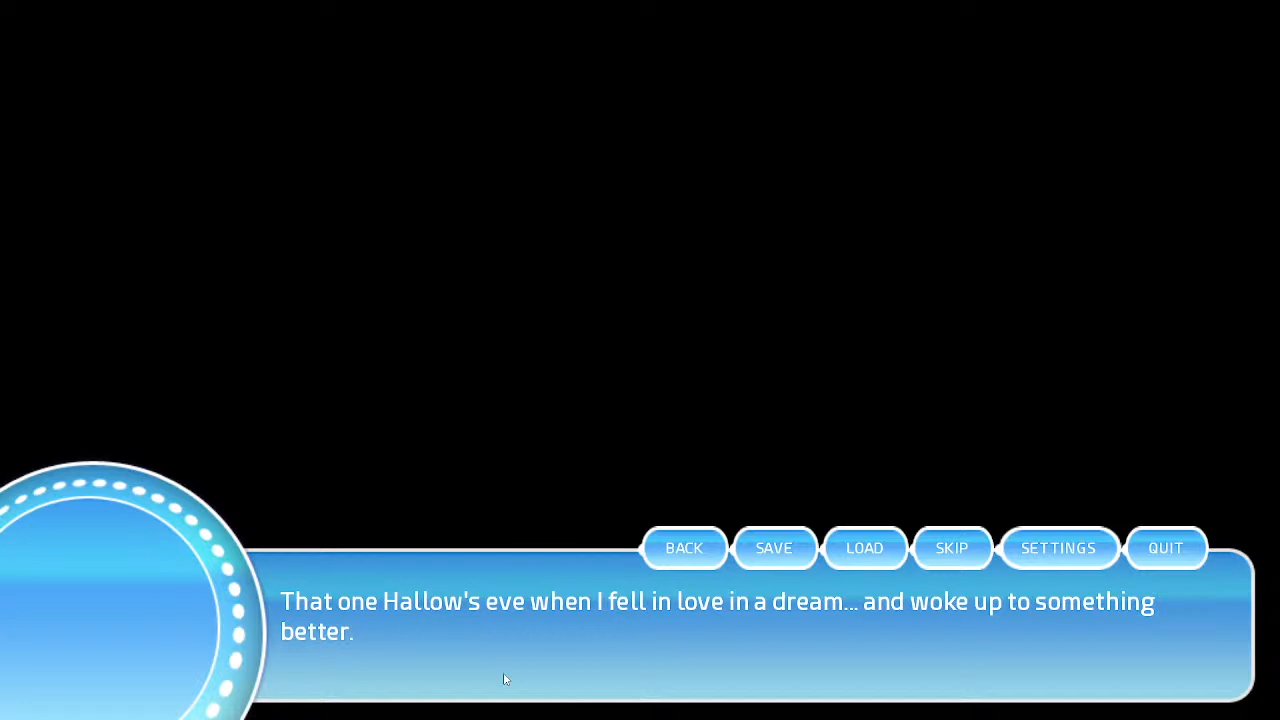 BACK SAVE LOAD SKIP SETTINGS QUIT
That one Hallow's eve when I fell in love in a dream... and woke up to something
better.